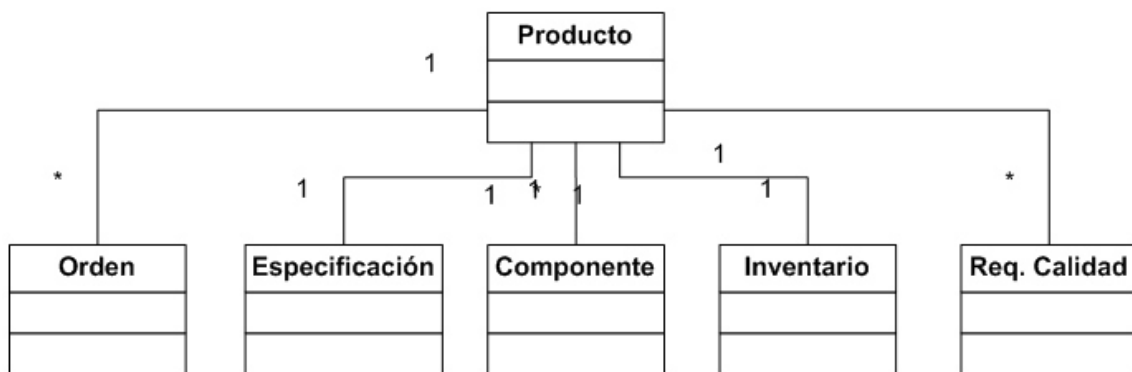 Producto
1
1
*
1
1
1
*
1
1
*
Orden
Especificación
Componente
Inventario
Req. Calidad